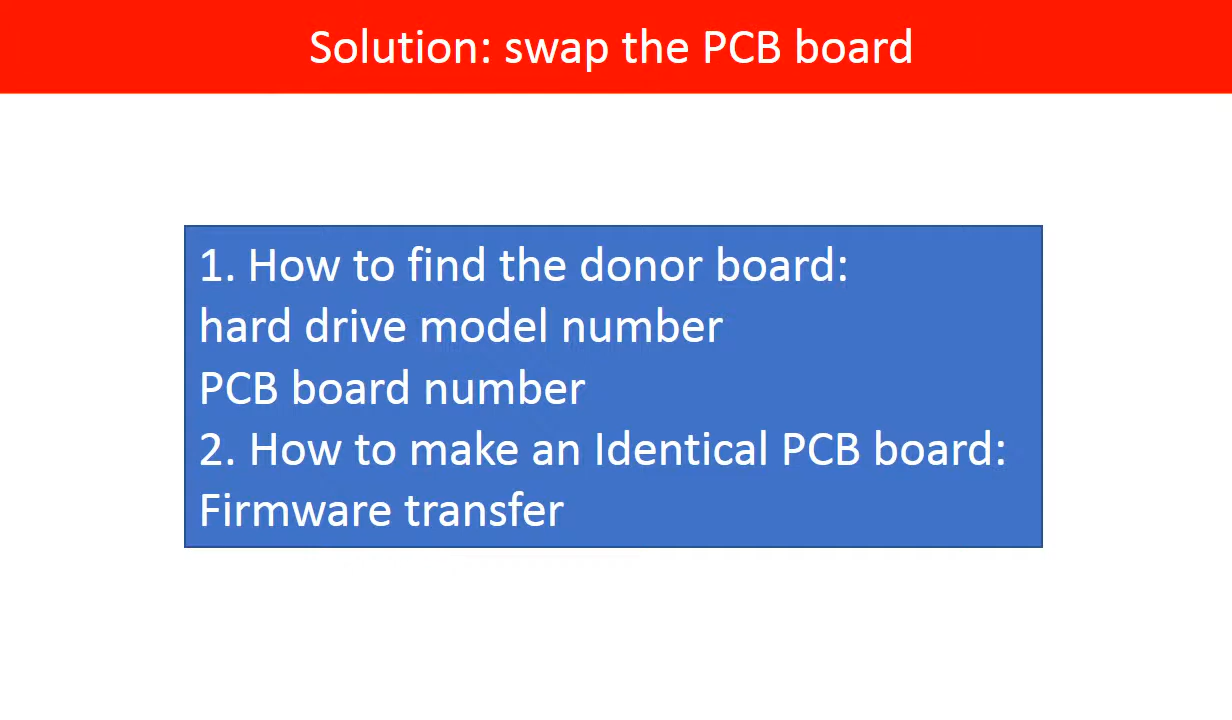 Solution: swap the PCB board
1. How to find the donor board:
hard drive model number
PCB board number
2. How to make an Identical PCB board:
Firmware transfer